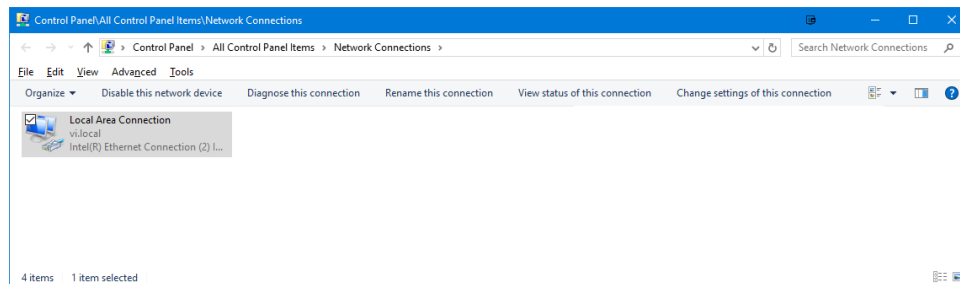 Control Panel\All Control Panel Items\Network Connections
Control Panel > All Control Panel Items > Network Connections > Search Network Connections
File Edit View Advanced Tools
Organize Disable this network device Diagnose this connection Rename this connection View status of this connection Change settings of this connection
Local Area Connection
vi.local
Intel(R) Ethernet Connection (2) I...
4 items 1 item selected